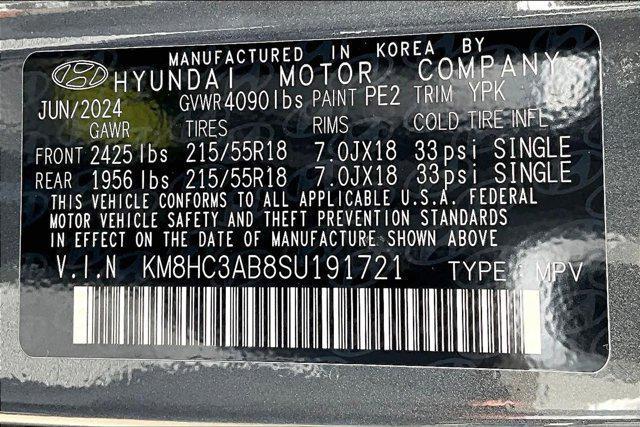 MANUFACTURED IN KOREA BY
HYUNDAI MOTOR COMPANY
JUN/2024 GVWR 4090 lbs PAINT PE2 TRIM YPK
GAWR TIRES RIMS COLD TIRE INFL
FRONT 2425 lbs 215/55R18 7.0JX18 33psi SINGLE
REAR 1956 lbs 215/55R18 7.0JX18 33psi SINGLE
THIS VEHICLE CONFORMS TO ALL APPLICABLE U.S.A. FEDERAL
MOTOR VEHICLE SAFETY AND THEFT PREVENTION STANDARDS
IN EFFECT ON THE DATE OF MANUFACTURE SHOWN ABOVE
V.I.N KM8HC3AB8SU191721 TYPE : MPV